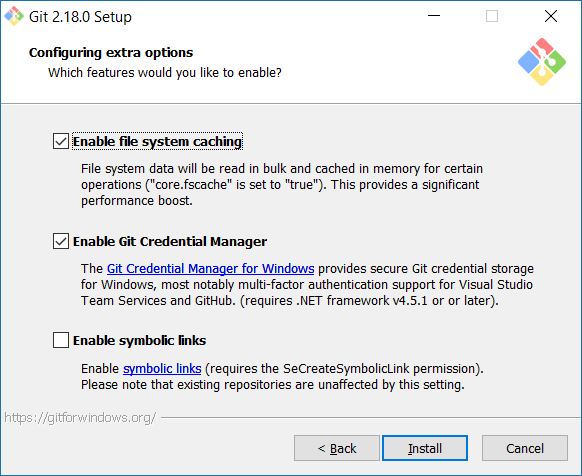 Git 2.18.0 Setup
Configuring extra options
Which features would you like to enable?
Enable file system caching
File system data will be read in bulk and cached in memory for certain
operations ("core.fscache" is set to "true"). This provides a significant
performance boost.
Enable Git Credential Manager
The Git Credential Manager for Windows provides secure Git credential storage
for Windows, most notably multi-factor authentication support for Visual Studio
Team Services and GitHub. (requires .NET framework v4.5.1 or or later).
Enable symbolic links
Enable symbolic links (requires the SeCreateSymbolicLink permission).
Please note that existing repositories are unaffected by this setting.
https://gitforwindows.org/
< Back
Install
Cancel